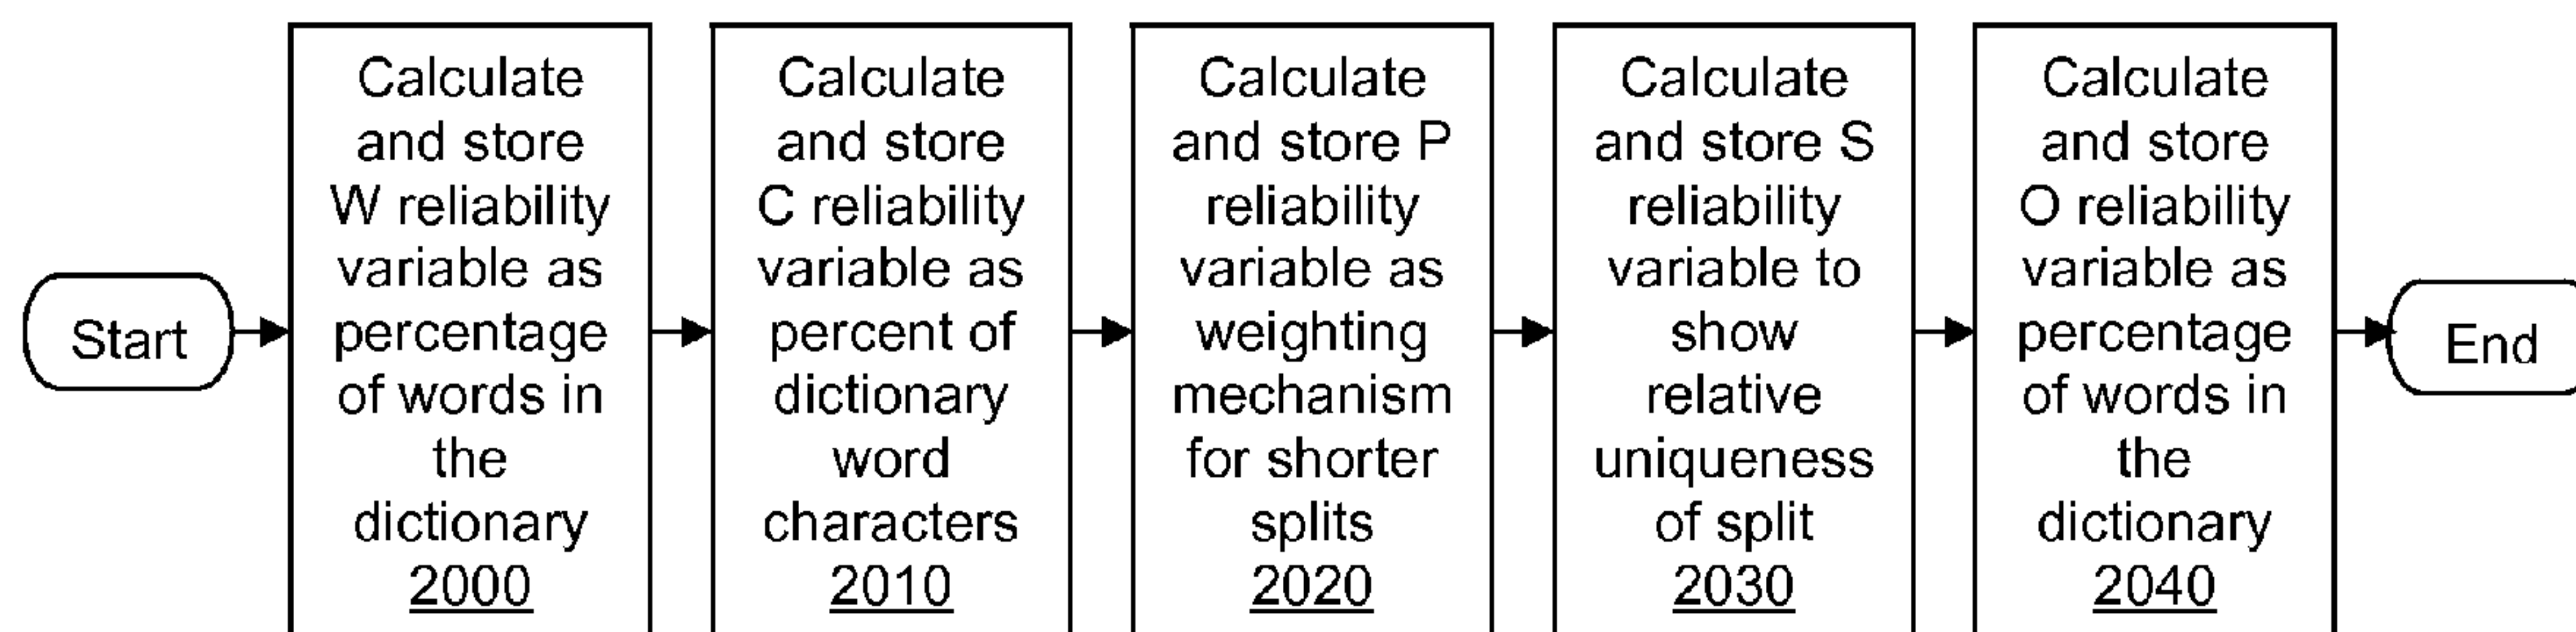 Start
Calculate
and store
W reliability
variable as
percentage
of words in
the
dictionary
2000
Calculate
and store
C reliability
variable as
percent of
dictionary
word
characters
2010
Calculate
and store P
reliability
variable as
weighting
mechanism
for shorter
splits
2020
Calculate
and store S
reliability
variable to
show
relative
uniqueness
of split
2030
Calculate
and store
O reliability
variable as
percentage
of words in
the
dictionary
2040
End